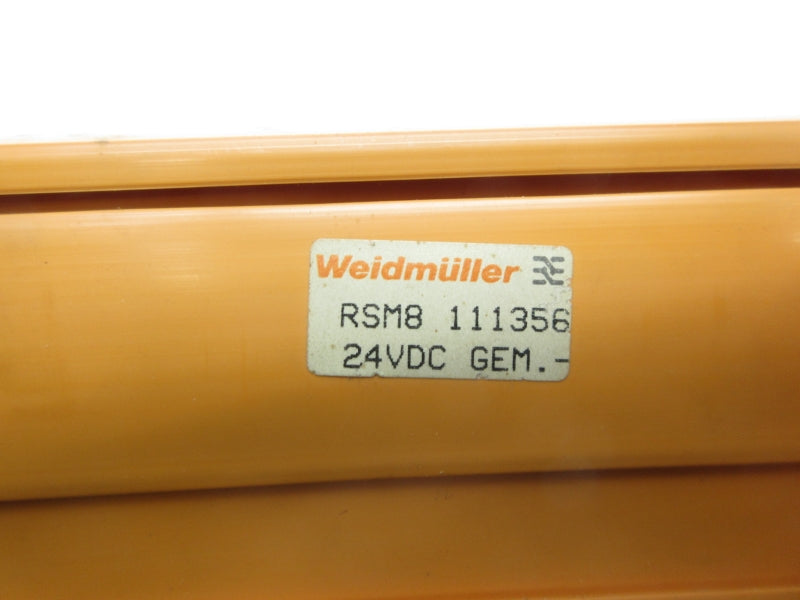 Weidmüller
RSM8 111356
24VDC GEM.-